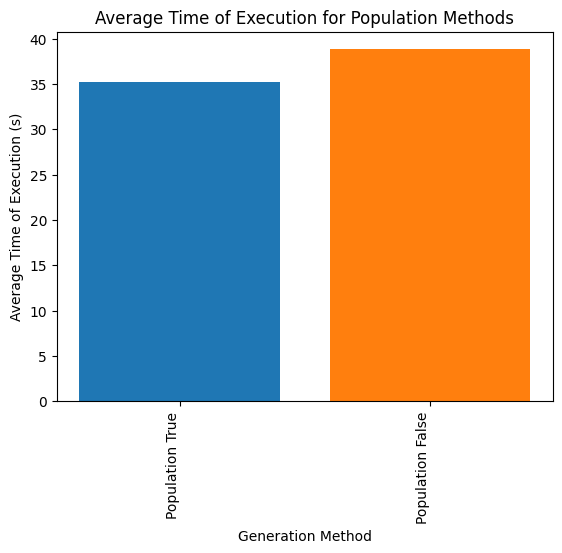 Average Time of Execution for Population Methods
Average Time of Execution (s)
40
35
30
25
20
15
10
5
0
Population True
Population False
Generation Method